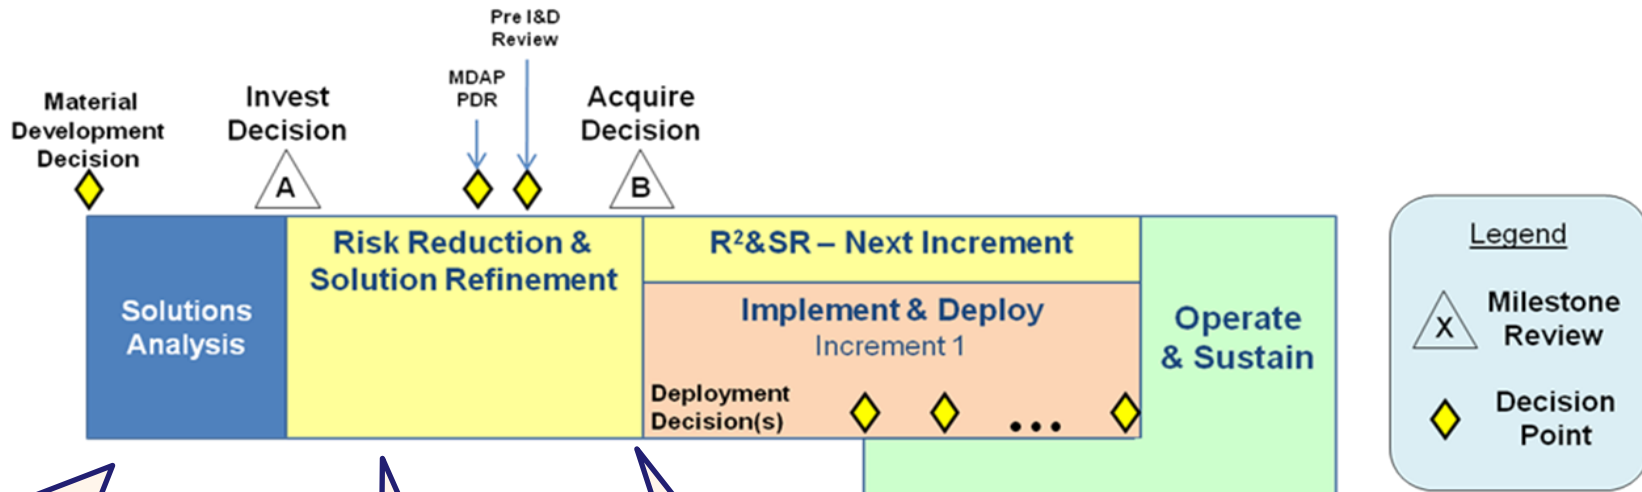 Pre I&D
Review
MDAP
PDR
Material
Development
Decision
Invest
Decision
Acquire
Decision
A
B
Solutions
Analysis
Risk Reduction &
Solution Refinement
R²&SR – Next Increment
Implement & Deploy
Increment 1
Deployment
Decision(s)
...
Operate
& Sustain
Legend
X
Milestone
Review
Decision
Point